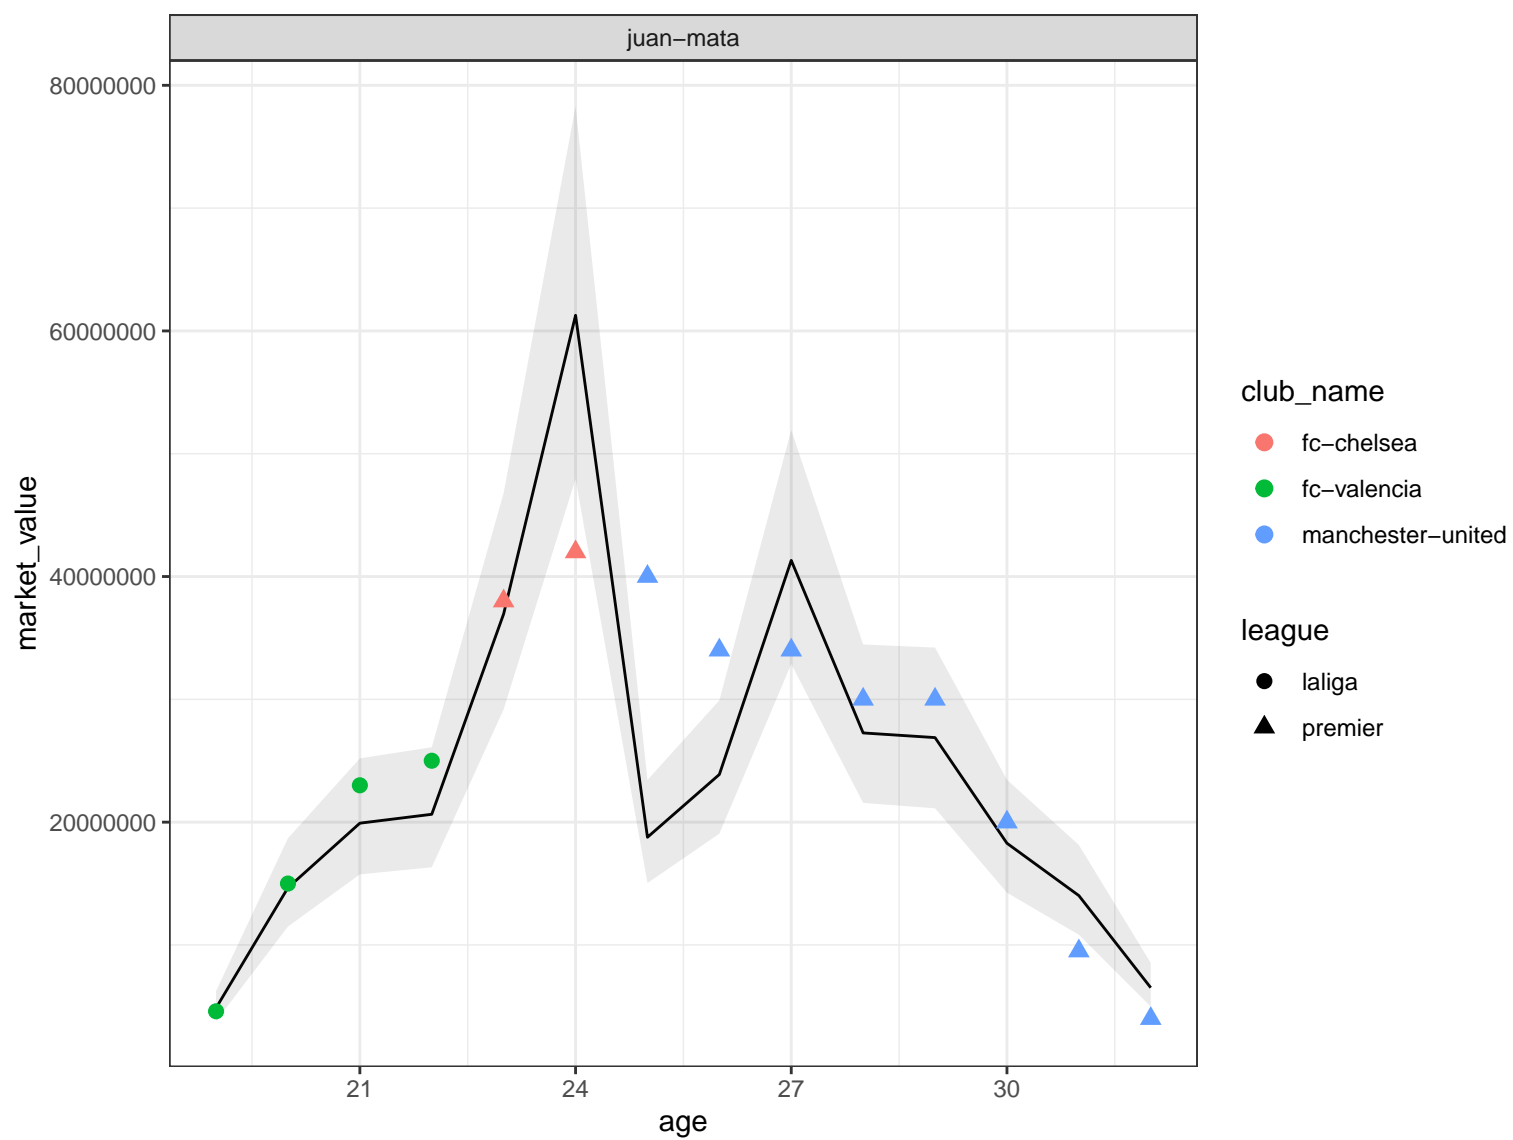 juan−mata
80000000
60000000
40000000
20000000
market_value
21
24
27
30
age
club_name
fc−chelsea
fc−valencia
manchester−united
league
laliga
premier